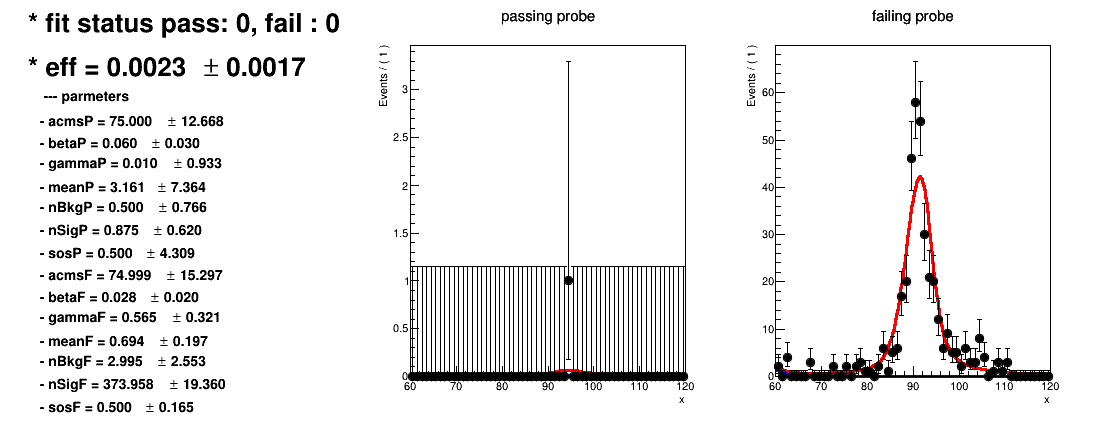 * fit status pass: 0, fail : 0
* eff = 0.0023 ± 0.0017
--- parmeters
- acmsP = 75.000 ± 12.668
- betaP = 0.060 ± 0.030
- gammaP = 0.010 ± 0.933
- meanP = 3.161 ± 7.364
- nBkgP = 0.500 ± 0.766
- nSigP = 0.875 ± 0.620
- sosP = 0.500 ± 4.309
- acmsF = 74.999 ± 15.297
- betaF = 0.028 ± 0.020
- gammaF = 0.565 ± 0.321
- meanF = 0.694 ± 0.197
- nBkgF = 2.995 ± 2.553
- nSigF = 373.958 ± 19.360
- sosF = 0.500 ± 0.165
passing probe
Events / ( 1 )
3
2.5
2
1.5
1
0.5
0
60 70 80 90 100 110 120
x
failing probe
Events / ( 1 )
60
50
40
30
20
10
0
60 70 80 90 100 110 120
x